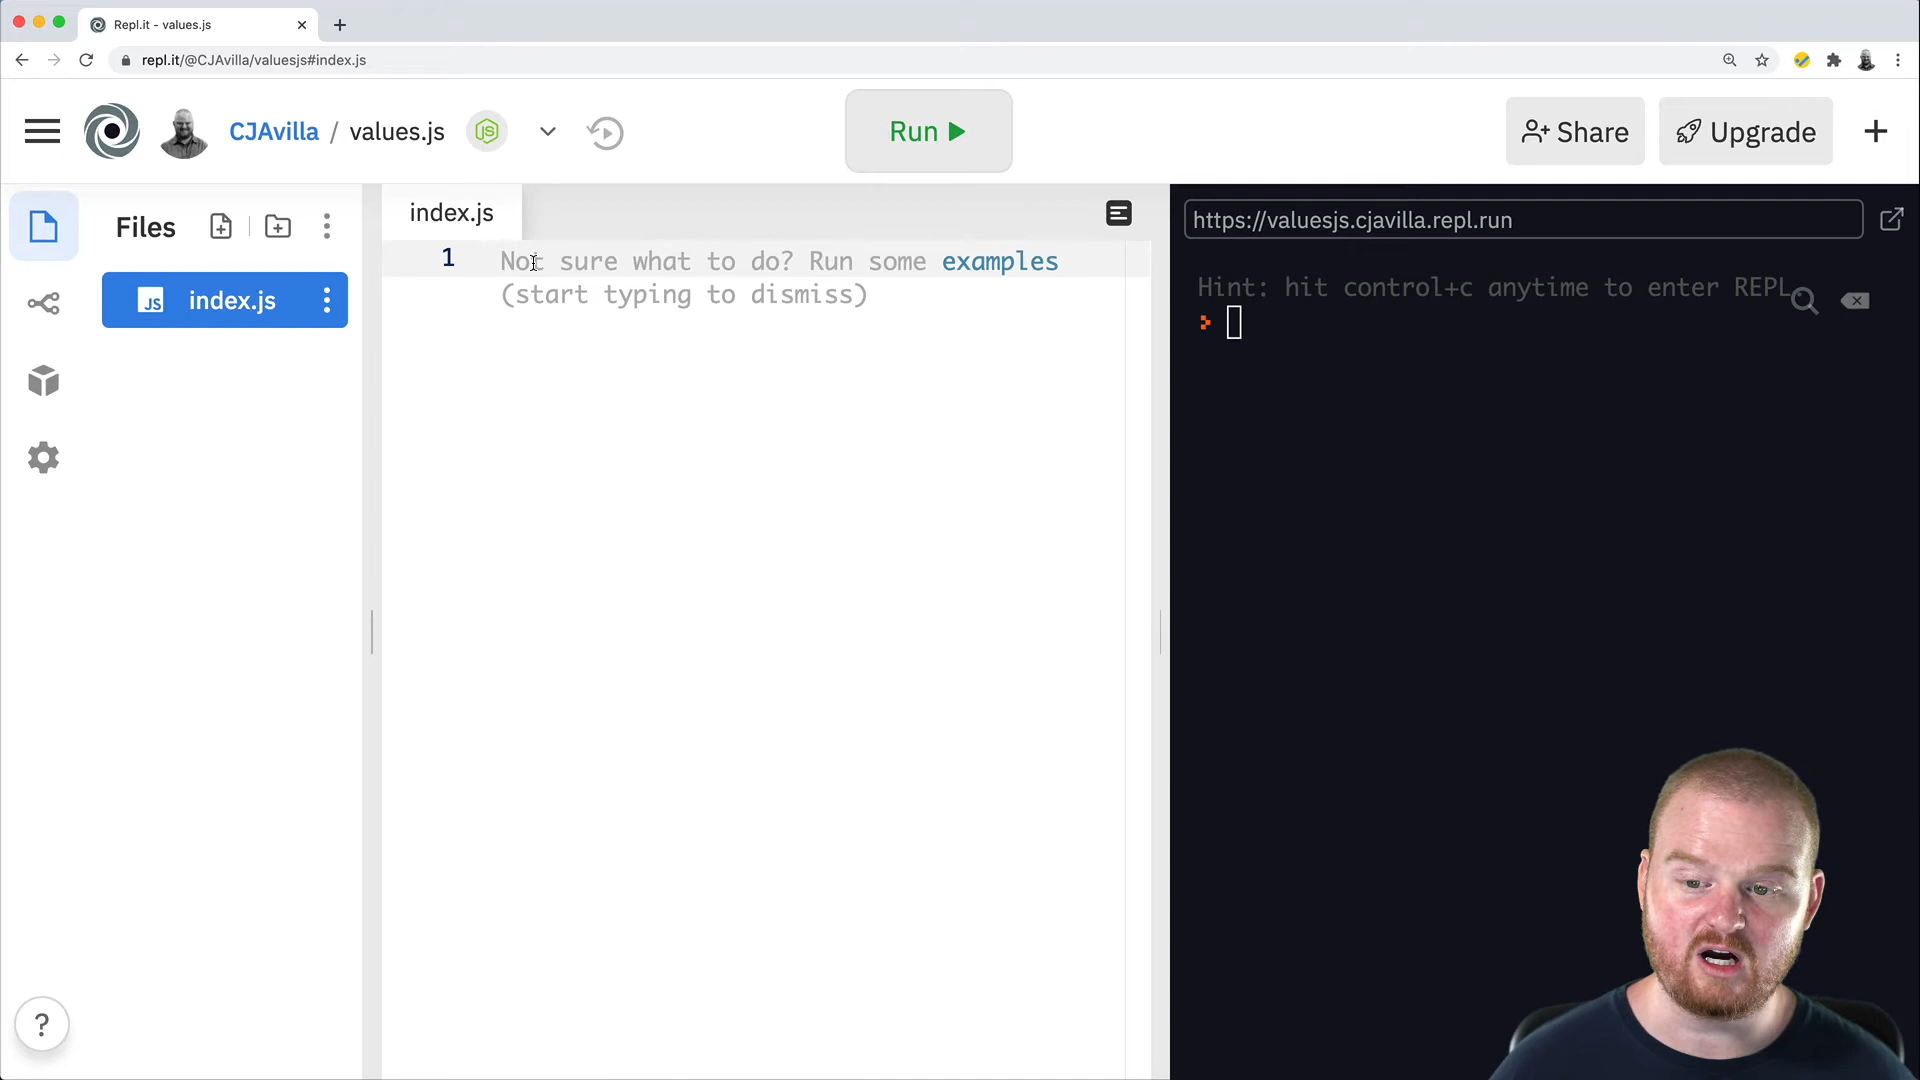 Repl.it - values.js
repl.it/@CJAvilla/valuesjs#index.js
CJAvilla / values.js
JS
Run
Share
Upgrade
Files
JS index.js
index.js
1
Not sure what to do? Run some examples
(start typing to dismiss)
https://valuesjs.cjavilla.repl.run
Hint: hit control+c anytime to enter REPL.
?